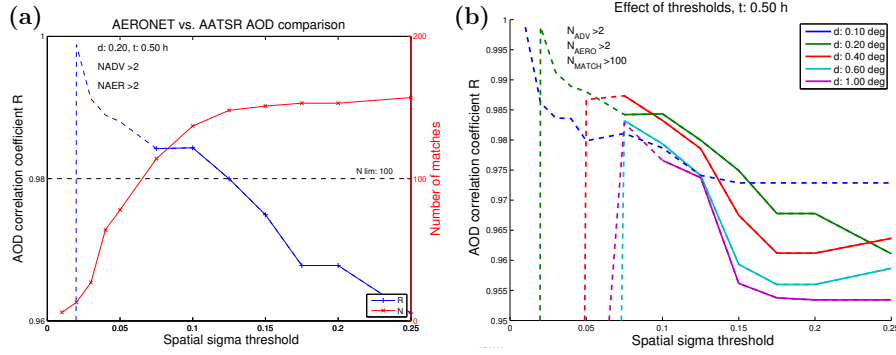 (a)
AERONET vs. AATSR AOD comparison
d: 0.20, t: 0.50 h
NADV >2
NAER >2
N lim: 100
AOD correlation coefficient R
1
0.98
0.96
Number of matches
200
100
0
R
N
0
0.05
0.1
0.15
0.2
0.25
Spatial sigma threshold
(b)
Effect of thresholds, t: 0.50 h
N_ADV >2
N_AERO >2
N_MATCH >100
d: 0.10 deg
d: 0.20 deg
d: 0.40 deg
d: 0.60 deg
d: 1.00 deg
AOD correlation coefficient R
1
0.995
0.99
0.985
0.98
0.975
0.97
0.965
0.96
0.955
0.95
0
0.05
0.1
0.15
0.2
0.25
Spatial sigma threshold